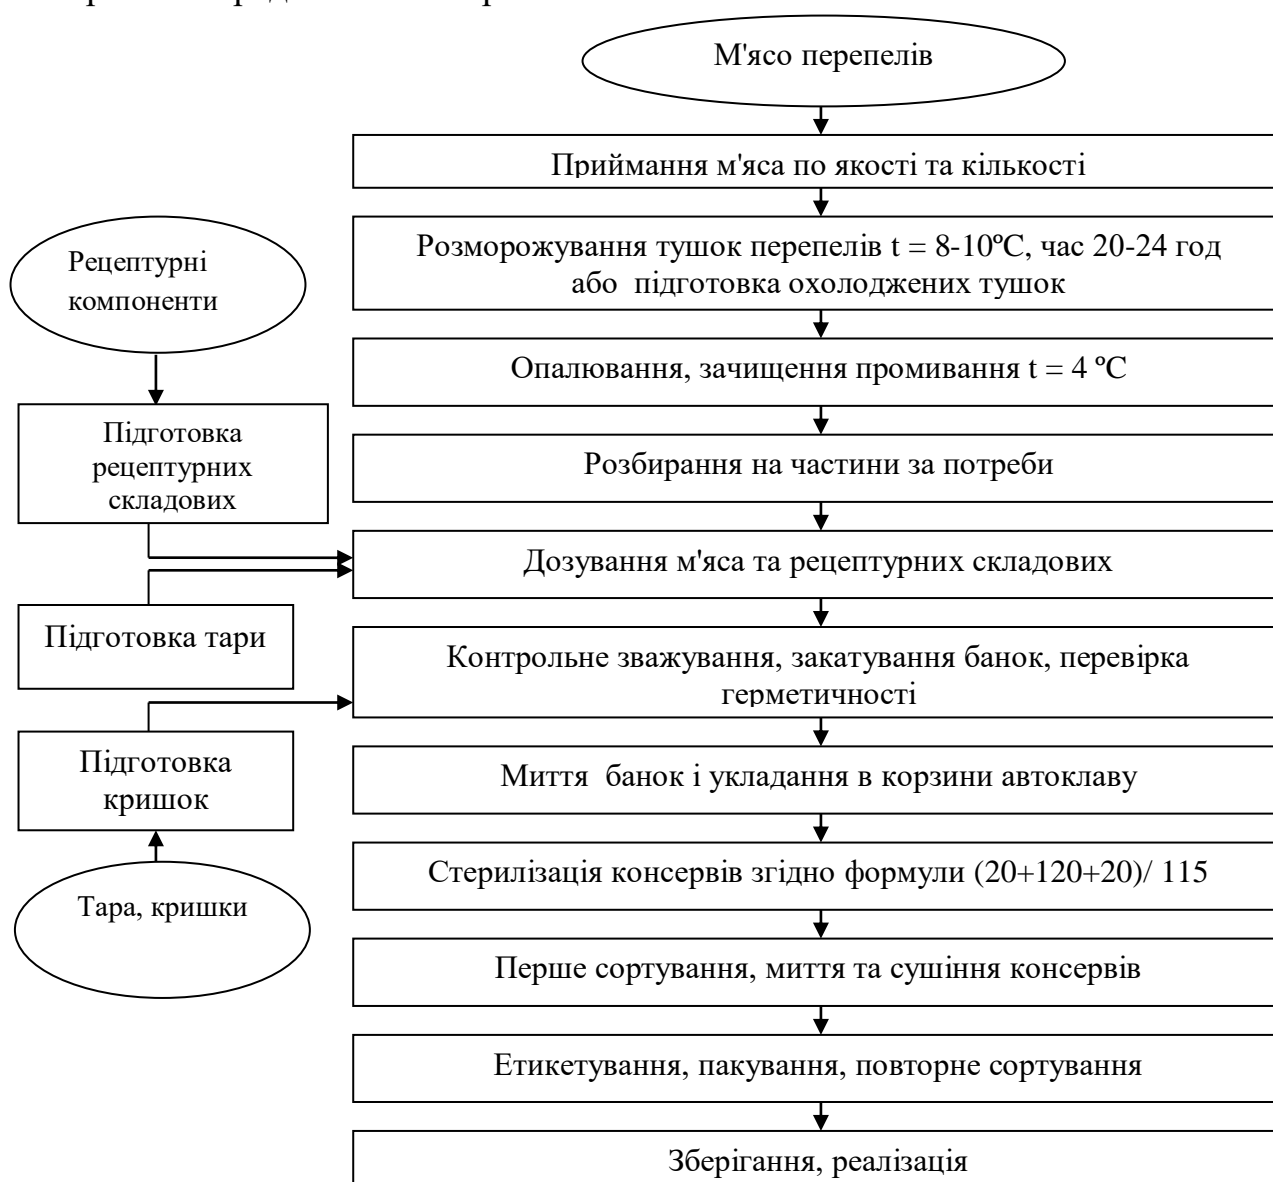 М'ясо перепелів
Приймання м'яса по якості та кількості
Розморожування тушок перепелів t = 8-10ºС, час 20-24 год
або підготовка охолоджених тушок
Рецептурні
компоненти
Опалювання, зачищення промивання t = 4 ºС
Підготовка
рецептурних
складових
Розбирання на частини за потреби
Дозування м'яса та рецептурних складових
Підготовка тари
Контрольне зважування, закатування банок, перевірка
герметичності
Підготовка
кришок
Миття банок і укладання в корзини автоклаву
Стерилізація консервів згідно формули (20+120+20)/ 115
Тара, кришки
Перше сортування, миття та сушіння консервів
Етикетування, пакування, повторне сортування
Зберігання, реалізація